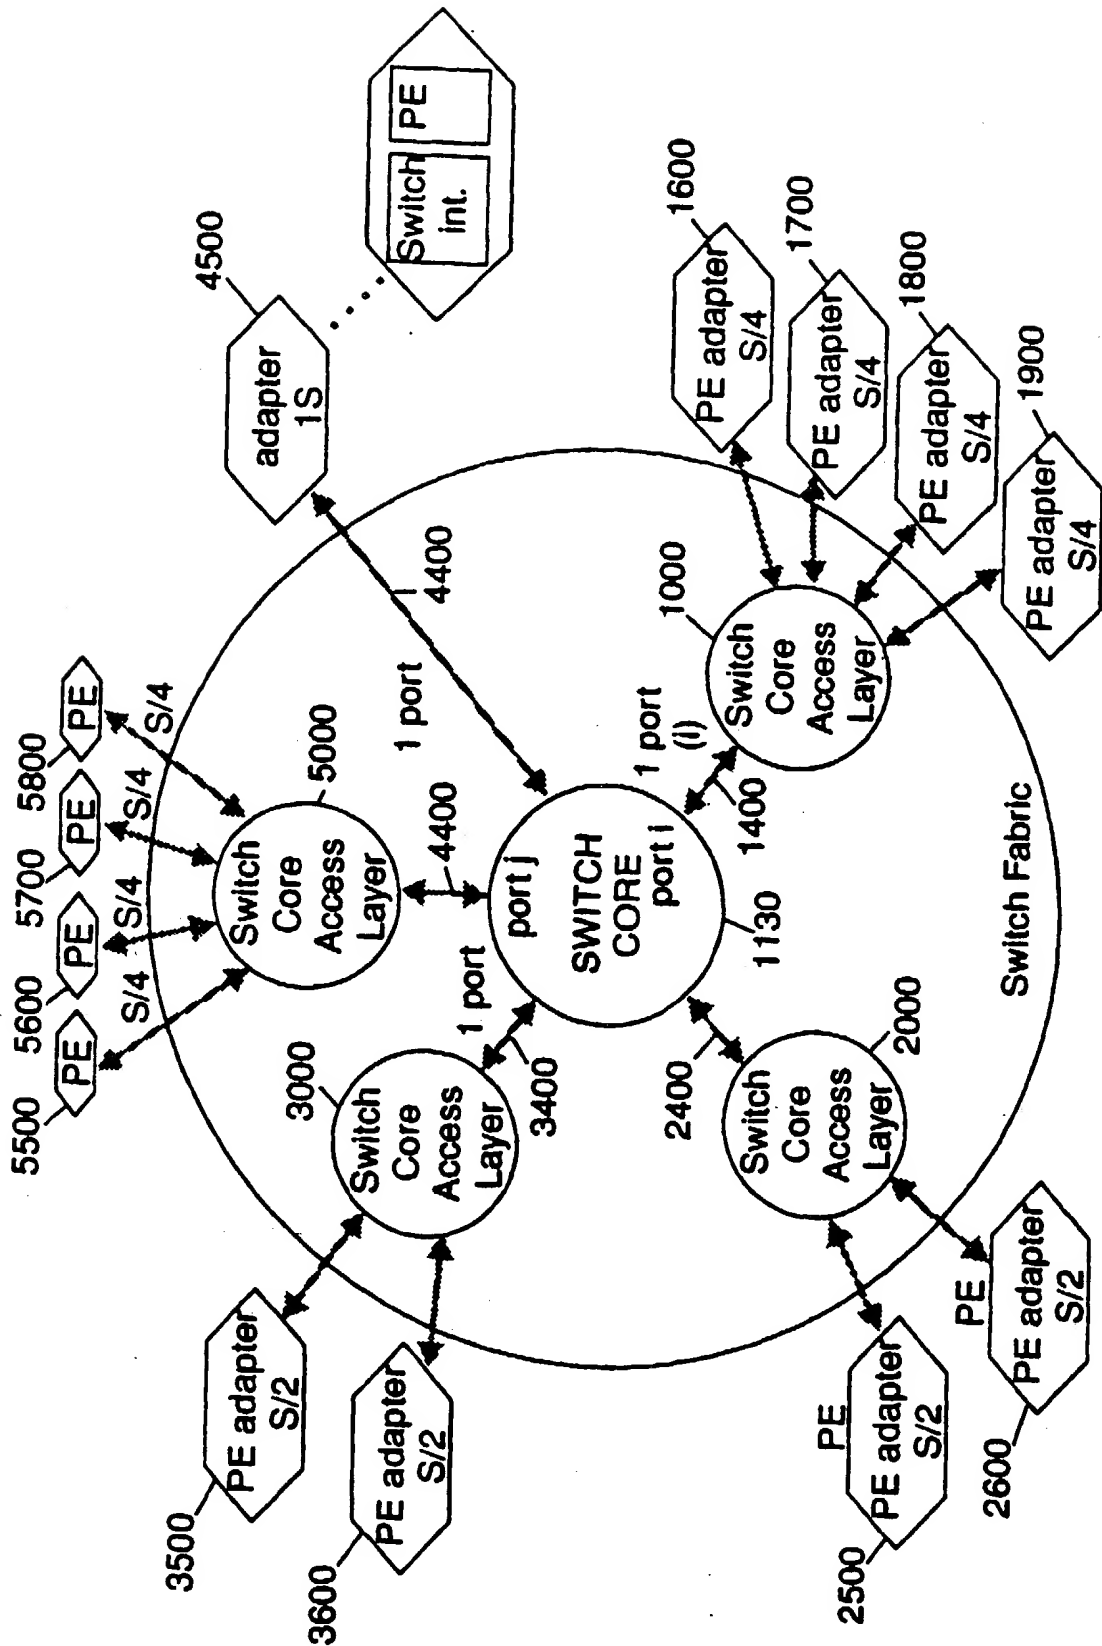 5500
5600
5700
5800
PE
PE
PE
PE
S/4
S/4
S/4
S/4
4500
adapter
1S
Switch
int.
PE
3500
PE adapter
S/2
3600
PE adapter
S/2
3000
Switch
Core
Access
Layer
5000
Switch
Core
Access
Layer
1 port
4400
1 port
3400
4400
port j
SWITCH
CORE
port i
1130
1 port
(i)
1400
1000
Switch
Core
Access
Layer
1600
PE adapter
S/4
1700
PE adapter
S/4
1800
PE adapter
S/4
1900
PE adapter
S/4
2400
2000
Switch
Core
Access
Layer
PE
2500
PE adapter
S/2
PE
2600
PE adapter
S/2
Switch Fabric